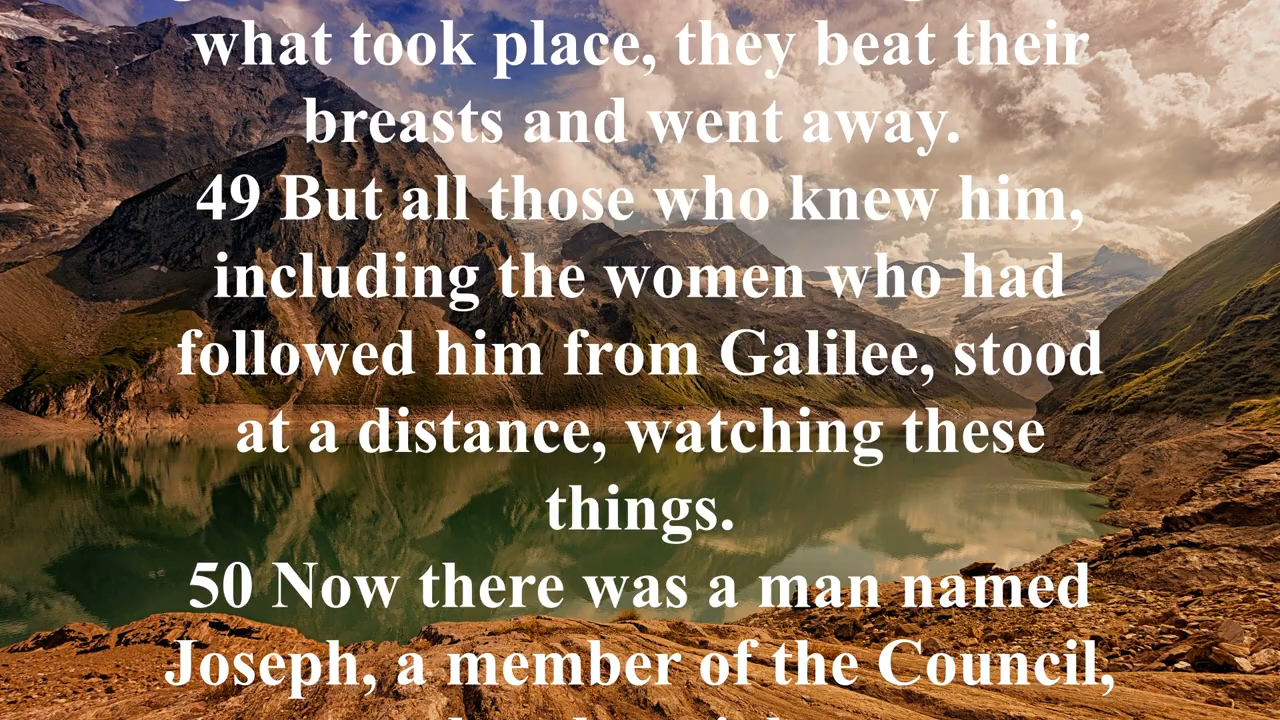 what took place, they beat their
breasts and went away.
49 But all those who knew him,
including the women who had
followed him from Galilee, stood
at a distance, watching these
things.
50 Now there was a man named
Joseph, a member of the Council,